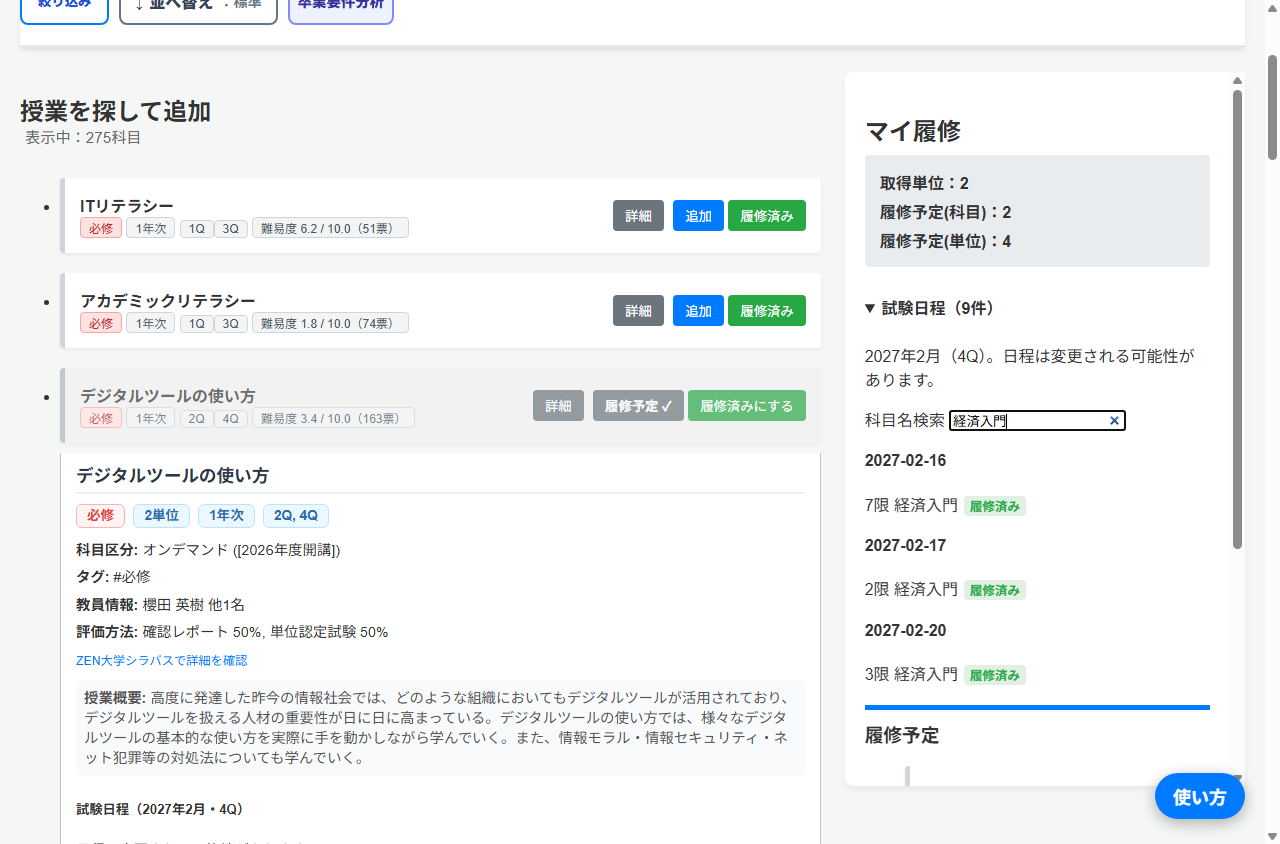 絞り込み
↓ 並べ替え ：標準
卒業要件分析
授業を探して追加
表示中：275科目
ITリテラシー
必修 1年次 1Q 3Q 難易度 6.2 / 10.0（51票）
詳細 追加 履修済み
アカデミックリテラシー
必修 1年次 1Q 3Q 難易度 1.8 / 10.0（74票）
詳細 追加 履修済み
デジタルツールの使い方
必修 1年次 2Q 4Q 難易度 3.4 / 10.0（163票）
詳細 履修予定 ✓ 履修済みにする
デジタルツールの使い方
必修 2単位 1年次 2Q, 4Q
科目区分: オンデマンド ([2026年度開講])
タグ: #必修
教員情報: 櫻田 英樹 他1名
評価方法: 確認レポート 50%, 単位認定試験 50%
ZEN大学シラバスで詳細を確認
授業概要: 高度に発達した昨今の情報社会では、どのような組織においてもデジタルツールが活用されており、
デジタルツールを扱える人材の重要性が日に日に高まっている。デジタルツールの使い方では、様々なデジタ
ルツールの基本的な使い方を実際に手を動かしながら学んでいく。また、情報モラル・情報セキュリティ・ネ
ット犯罪等の対処法についても学んでいく。
試験日程（2027年2月・4Q）
マイ履修
取得単位：2
履修予定(科目)：2
履修予定(単位)：4
▼ 試験日程（9件）
2027年2月（4Q）。日程は変更される可能性が
あります。
科目名検索 経済入門 ×
2027-02-16
7限 経済入門 履修済み
2027-02-17
2限 経済入門 履修済み
2027-02-20
3限 経済入門 履修済み
履修予定
使い方